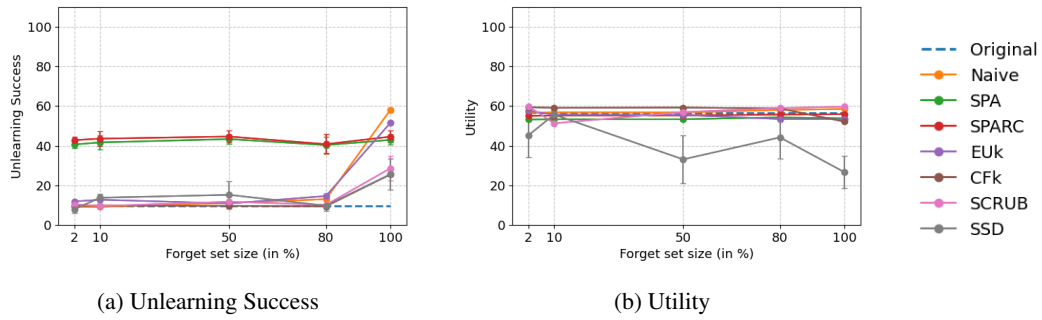 100
80
60
40
20
0
Unlearning Success
2 10 50 80 100
Forget set size (in %)
(a) Unlearning Success
100
80
60
40
20
0
Utility
2 10 50 80 100
Forget set size (in %)
(b) Utility
Original
Naive
SPA
SPARC
EUk
CFk
SCRUB
SSD